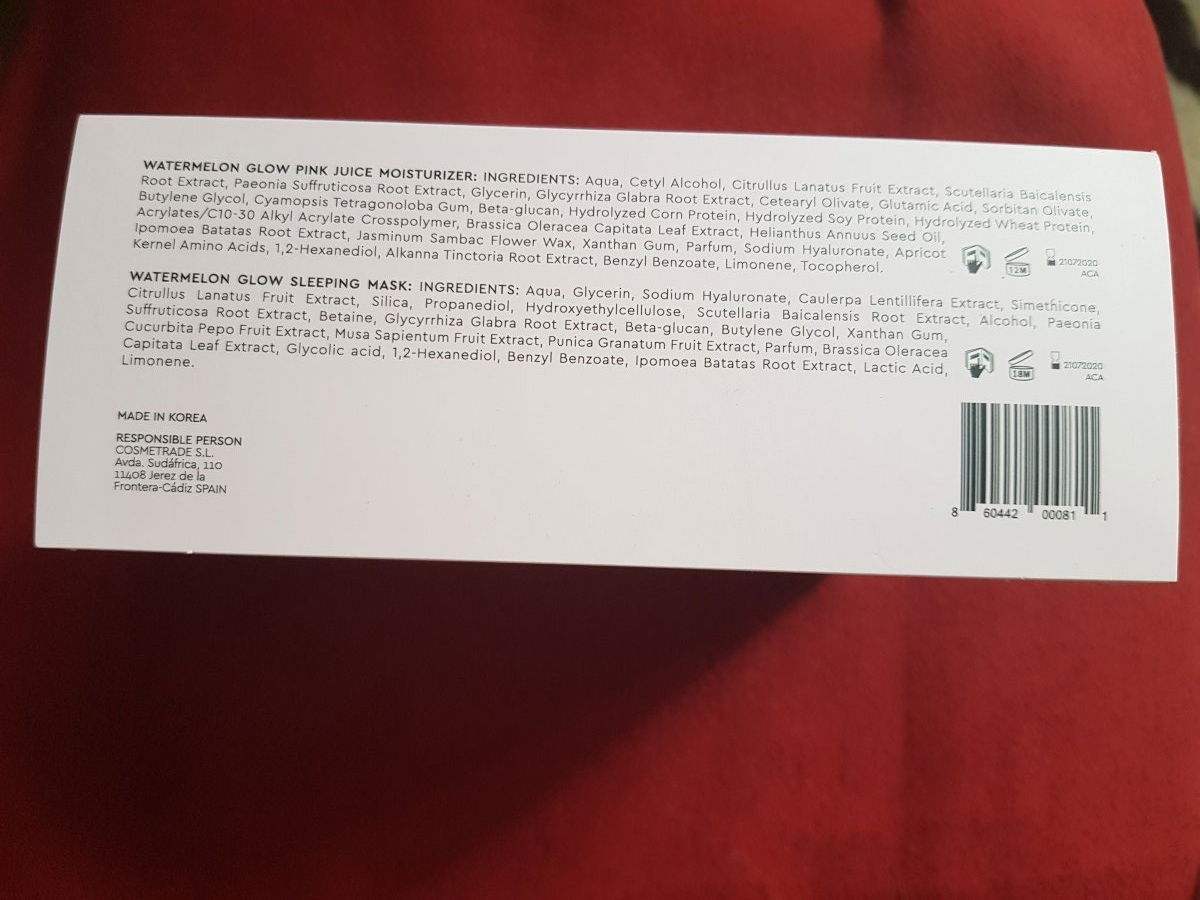 WATERMELON GLOW PINK JUICE MOISTURIZER: INGREDIENTS: Aqua, Cetyl Alcohol, Citrullus Lanatus Fruit Extract, Scutellaria Baicalensis
Root Extract, Paeonia Suffruticosa Root Extract, Glycerin, Glycyrrhiza Glabra Root Extract, Cetearyl Olivate, Glutamic Acid, Sorbitan Olivate,
Butylene Glycol, Cyamopsis Tetragonoloba Gum, Beta-glucan, Hydrolyzed Corn Protein, Hydrolyzed Soy Protein, Hydrolyzed Wheat Protein,
Acrylates/C10-30 Alkyl Acrylate Crosspolymer, Brassica Oleracea Capitata Leaf Extract, Helianthus Annuus Seed Oil,
Ipomoea Batatas Root Extract, Jasminum Sambac Flower Wax, Xanthan Gum, Parfum, Sodium Hyaluronate, Apricot
Kernel Amino Acids, 1,2-Hexanediol, Alkanna Tinctoria Root Extract, Benzyl Benzoate, Limonene, Tocopherol.
12M
21072020
ACA
WATERMELON GLOW SLEEPING MASK: INGREDIENTS: Aqua, Glycerin, Sodium Hyaluronate, Caulerpa Lentillifera Extract, Simethicone,
Citrullus Lanatus Fruit Extract, Silica, Propanediol, Hydroxyethylcellulose, Scutellaria Baicalensis Root Extract, Alcohol, Paeonia
Suffruticosa Root Extract, Betaine, Glycyrrhiza Glabra Root Extract, Beta-glucan, Butylene Glycol, Xanthan Gum,
Cucurbita Pepo Fruit Extract, Musa Sapientum Fruit Extract, Punica Granatum Fruit Extract, Parfum, Brassica Oleracea
Capitata Leaf Extract, Glycolic acid, 1,2-Hexanediol, Benzyl Benzoate, Ipomoea Batatas Root Extract, Lactic Acid,
Limonene.
18M
21072020
ACA
MADE IN KOREA
RESPONSIBLE PERSON
COSMETRADE S.L.
Avda. Sudáfrica, 110
11408 Jerez de la
Frontera-Cádiz SPAIN
8 60442 00081 1